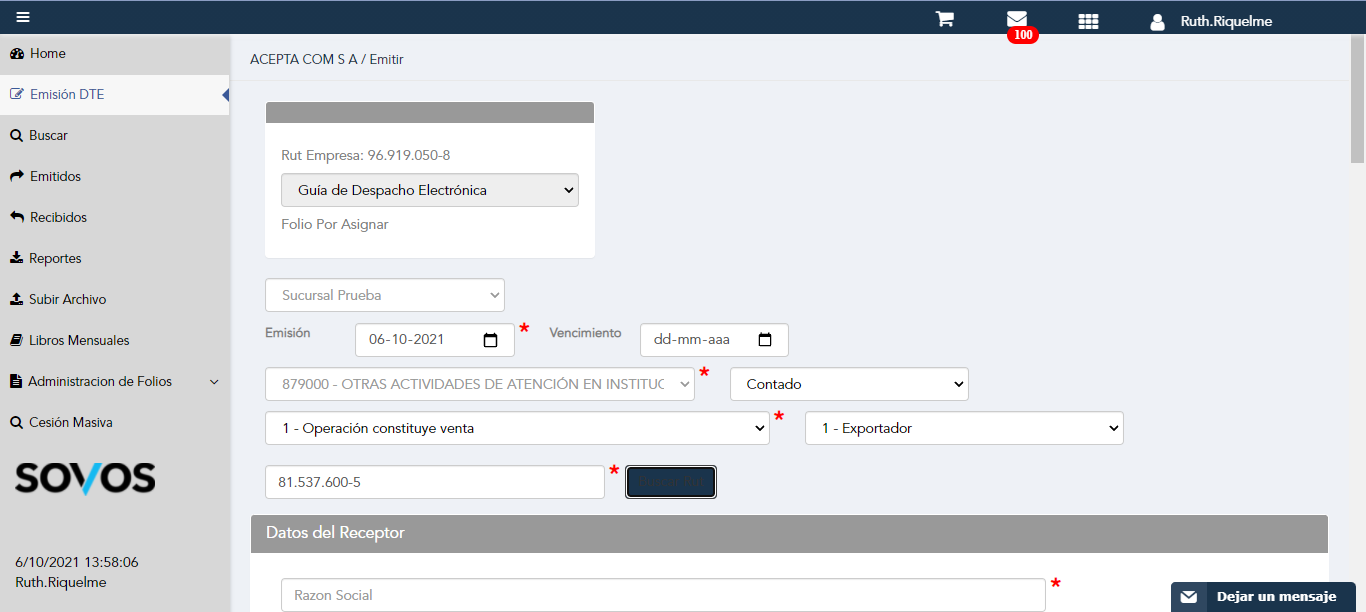 100
Ruth.Riquelme
Home
Emisión DTE
Buscar
Emitidos
Recibidos
Reportes
Subir Archivo
Libros Mensuales
Administracion de Folios
Cesión Masiva
SOVOS
6/10/2021 13:58:06
Ruth.Riquelme
ACEPTA COM S A / Emitir
Rut Empresa: 96.919.050-8
Guía de Despacho Electrónica
Folio Por Asignar
Sucursal Prueba
Emisión 06-10-2021 * Vencimiento dd-mm-aaa
879000 - OTRAS ACTIVIDADES DE ATENCIÓN EN INSTITUC * Contado
1 - Operación constituye venta * 1 - Exportador
81.537.600-5 *
Datos del Receptor
Razon Social *
Dejar un mensaje